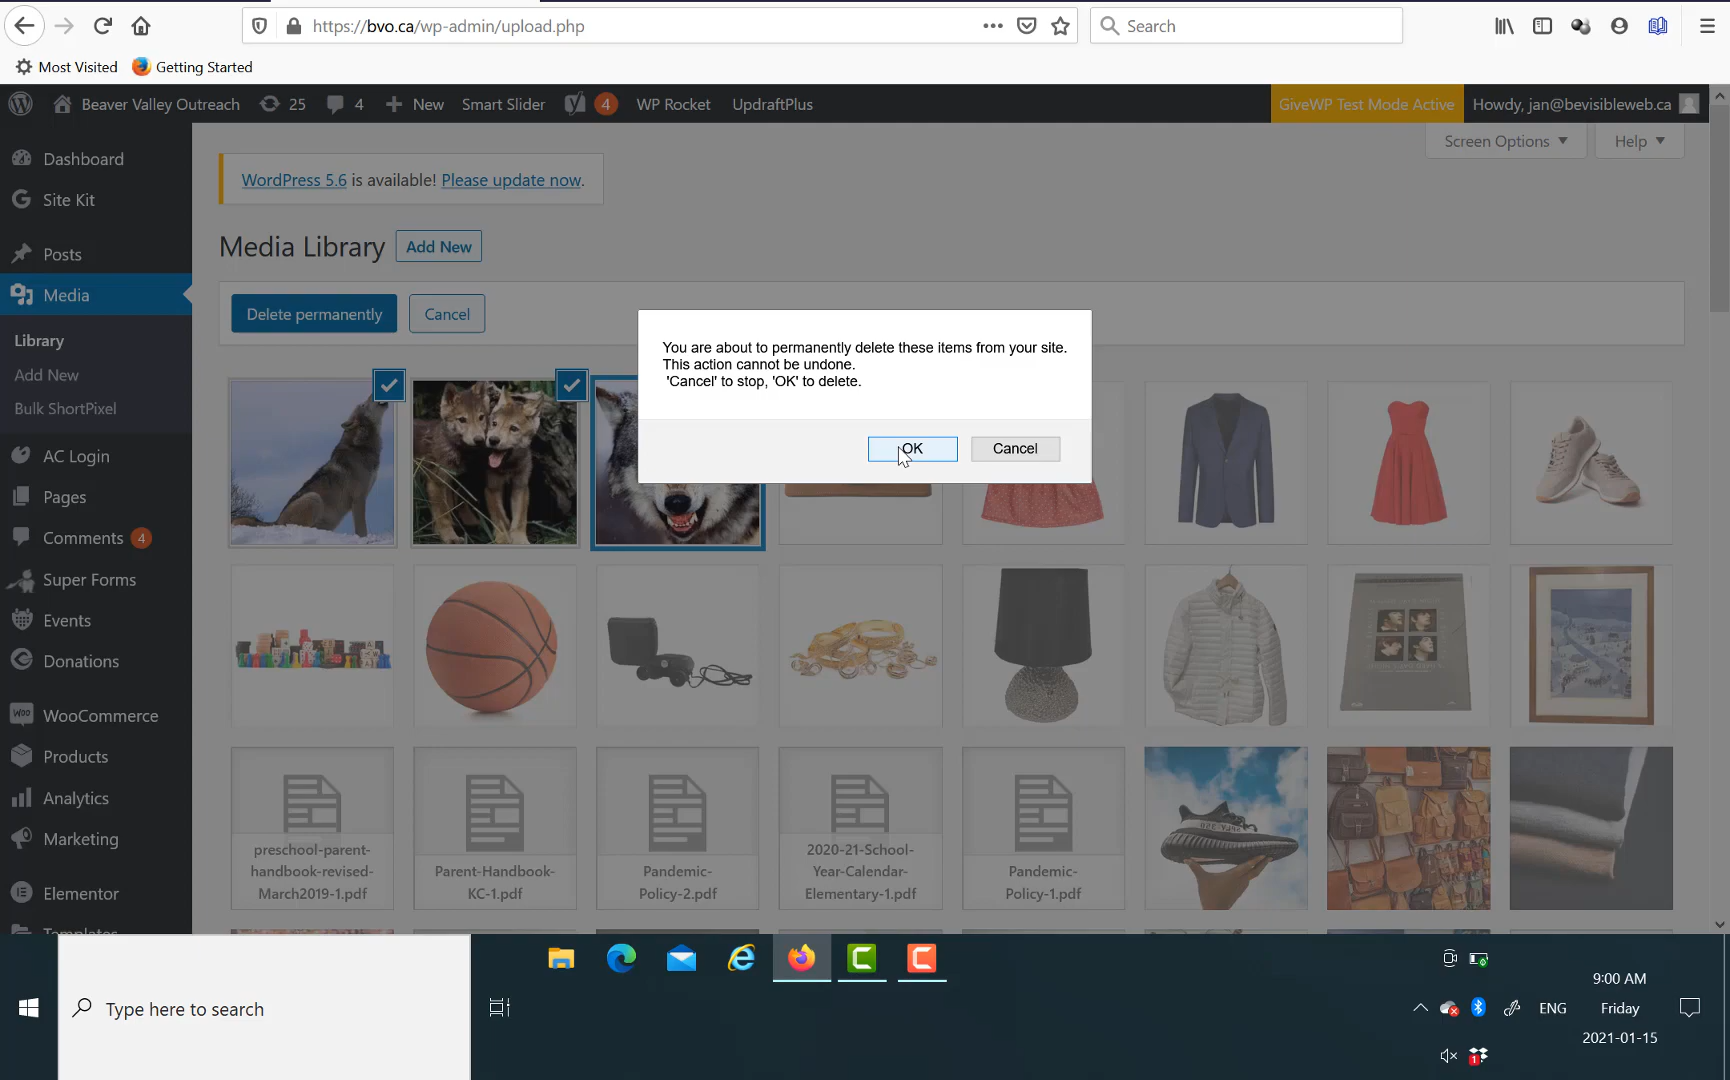 https://bvo.ca/wp-admin/upload.php
Search
Most Visited
Getting Started
Beaver Valley Outreach
25
4
New
Smart Slider
4
WP Rocket
UpdraftPlus
GiveWP Test Mode Active
Howdy, jan@bevisibleweb.ca
Screen Options
Help
Dashboard
Site Kit
Posts
Media
Library
Add New
Bulk ShortPixel
AC Login
Pages
Comments 4
Super Forms
Events
Donations
WooCommerce
Products
Analytics
Marketing
Elementor
Templates
WordPress 5.6 is available! Please update now.
Media Library
Add New
Delete permanently
Cancel
You are about to permanently delete these items from your site.
This action cannot be undone.
'Cancel' to stop, 'OK' to delete.
OK
Cancel
preschool-parent-
handbook-revised-
March2019-1.pdf
Parent-Handbook-
KC-1.pdf
Pandemic-
Policy-2.pdf
2020-21-School-
Year-Calendar-
Elementary-1.pdf
Pandemic-
Policy-1.pdf
Type here to search
ENG
9:00 AM
Friday
2021-01-15
1